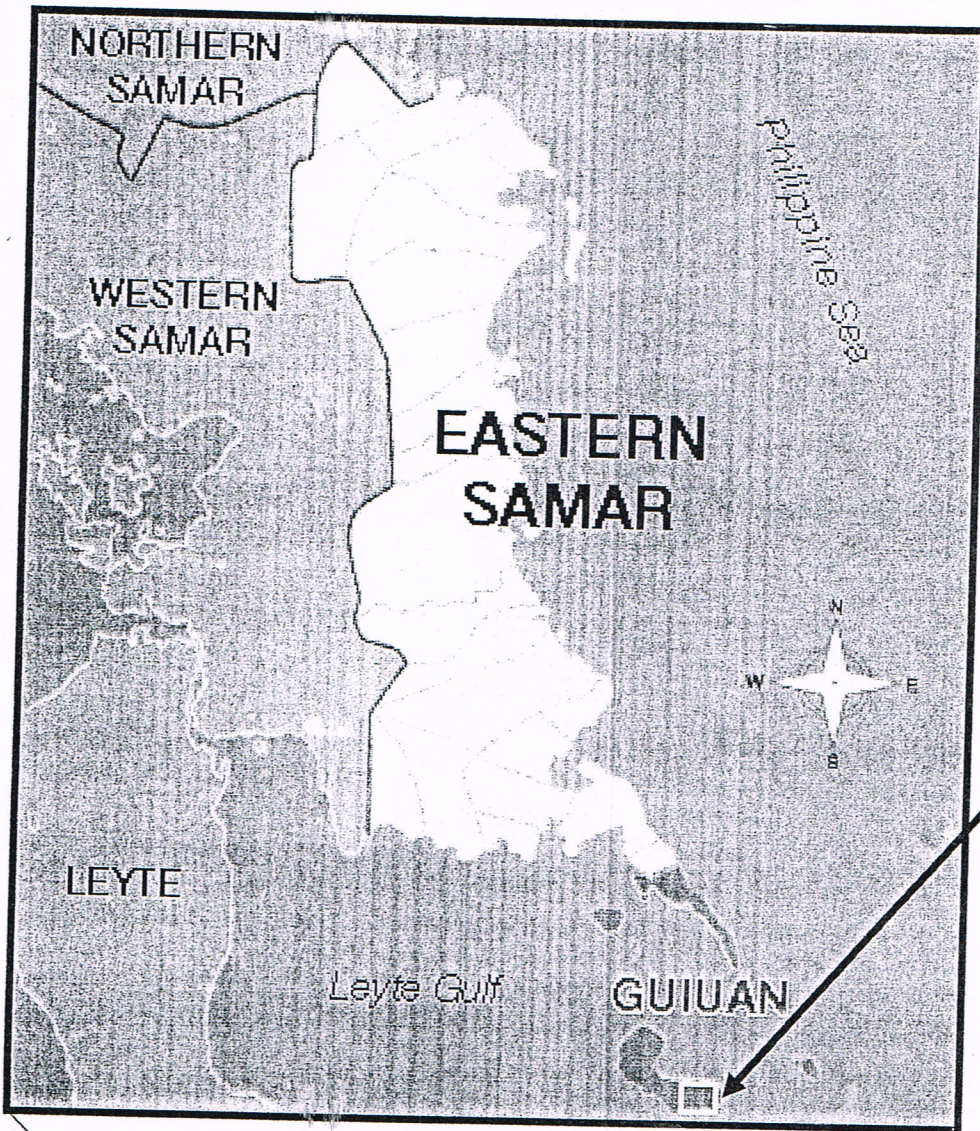 NORTHERN
SAMAR
Philippine Sea
WESTERN
SAMAR
EASTERN
SAMAR
N
W
E
S
LEYTE
Leyte Gulf
GUIUAN